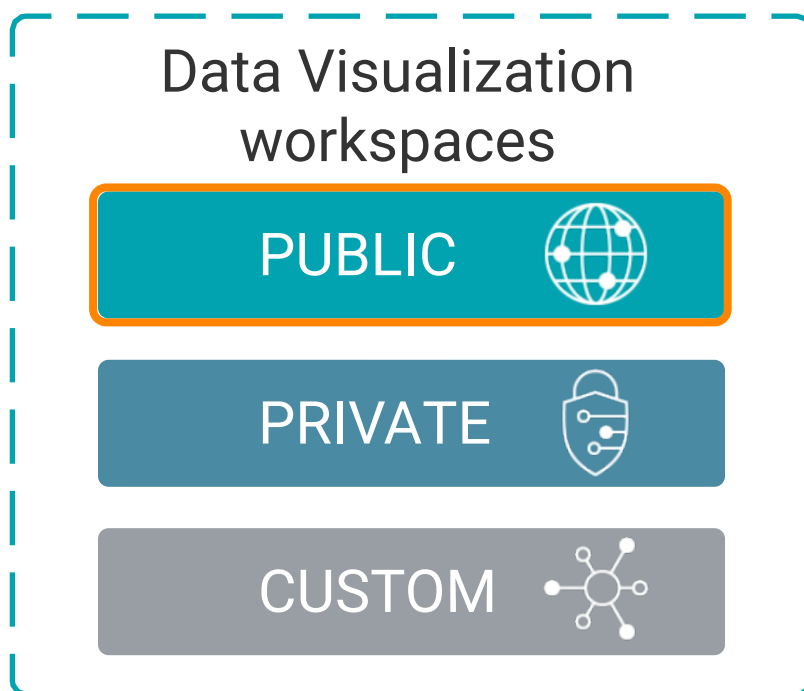 Data Visualization
workspaces
PUBLIC
PRIVATE
CUSTOM